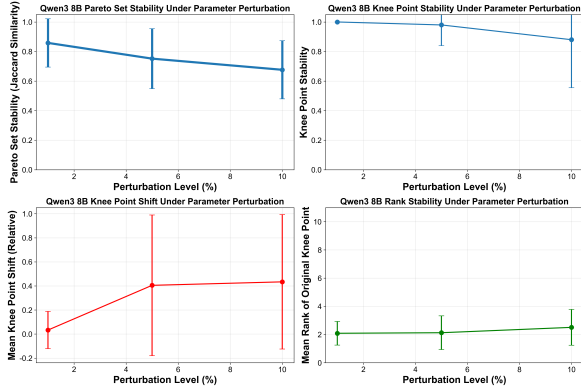 Qwen3 8B Pareto Set Stability Under Parameter Perturbation
Pareto Set Stability (Jaccard Similarity)
1.0
0.8
0.6
0.4
0.2
0.0
2 4 6 8 10
Perturbation Level (%)
Qwen3 8B Knee Point Stability Under Parameter Perturbation
Knee Point Stability
1.0
0.8
0.6
0.4
0.2
0.0
2 4 6 8 10
Perturbation Level (%)
Qwen3 8B Knee Point Shift Under Parameter Perturbation
Mean Knee Point Shift (Relative)
1.0
0.8
0.6
0.4
0.2
0.0
-0.2
2 4 6 8 10
Perturbation Level (%)
Qwen3 8B Rank Stability Under Parameter Perturbation
Mean Rank of Original Knee Point
10
8
6
4
2
0
2 4 6 8 10
Perturbation Level (%)